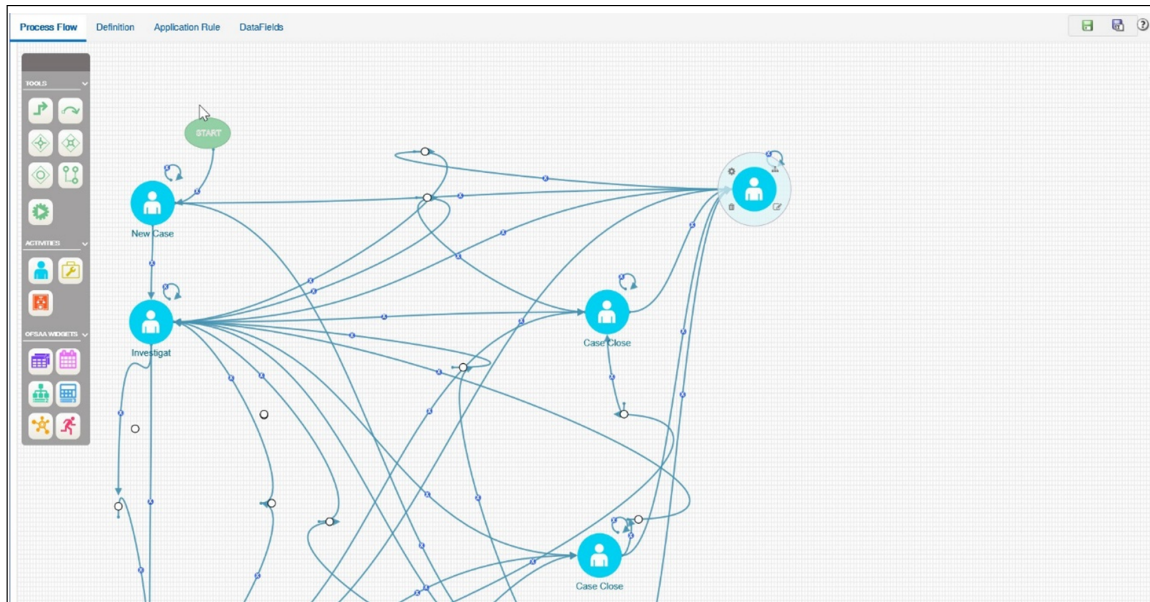 Process Flow Definition Application Rule DataFields
TOOLS
START
New Case
ACTIVITIES
OFSAA WIDGETS
Investigat
Case Close
Case Close